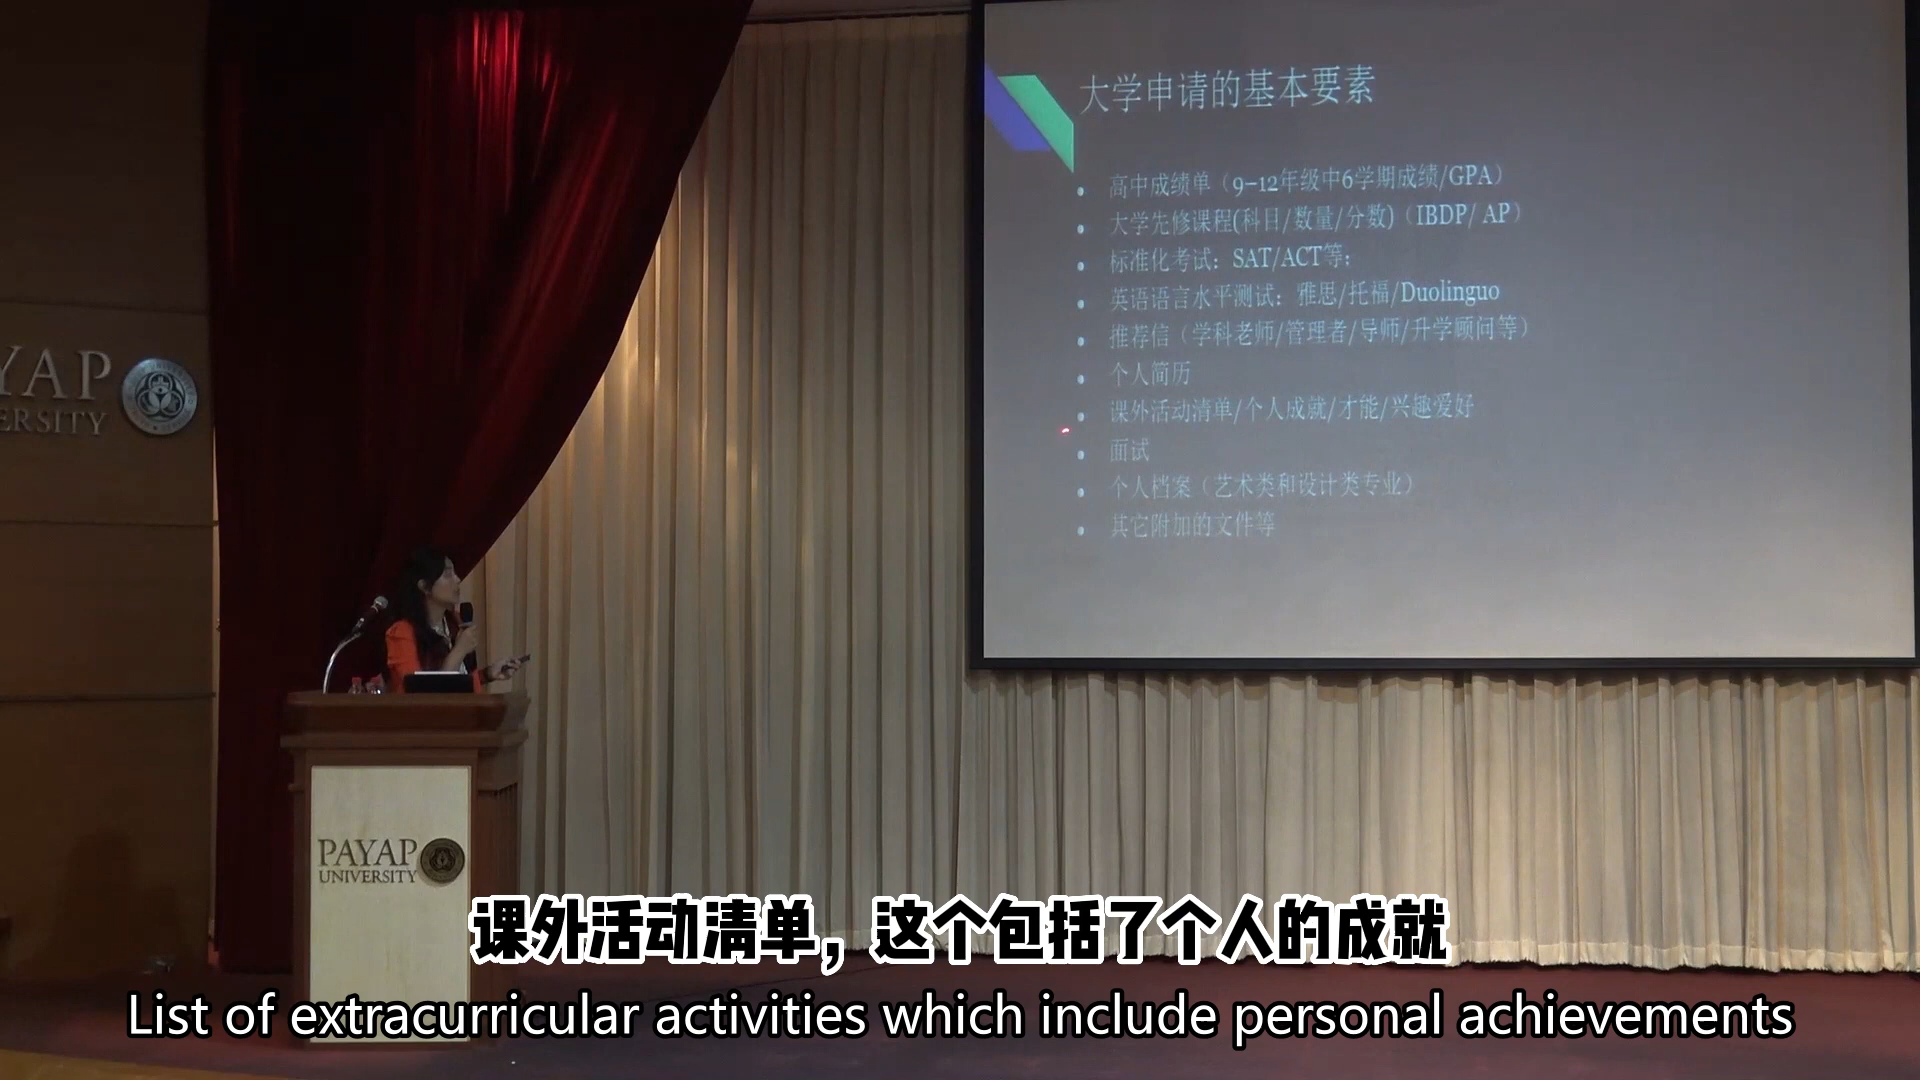 大学申请的基本要素
高中成绩单（9-12年级中6学期成绩/GPA）
大学先修课程(科目/数量/分数)（IBDP/ AP）
标准化考试：SAT/ACT等；
英语语言水平测试：雅思/托福/Duolinguo
推荐信（学科老师/管理者/导师/升学顾问等）
个人简历
课外活动清单/个人成就/才能/兴趣爱好
面试
个人档案（艺术类和设计类专业）
其它附加的文件等
YAP
ERSITY
PAYAP
UNIVERSITY
课外活动清单，这个包括了个人的成就
List of extracurricular activities which include personal achievements